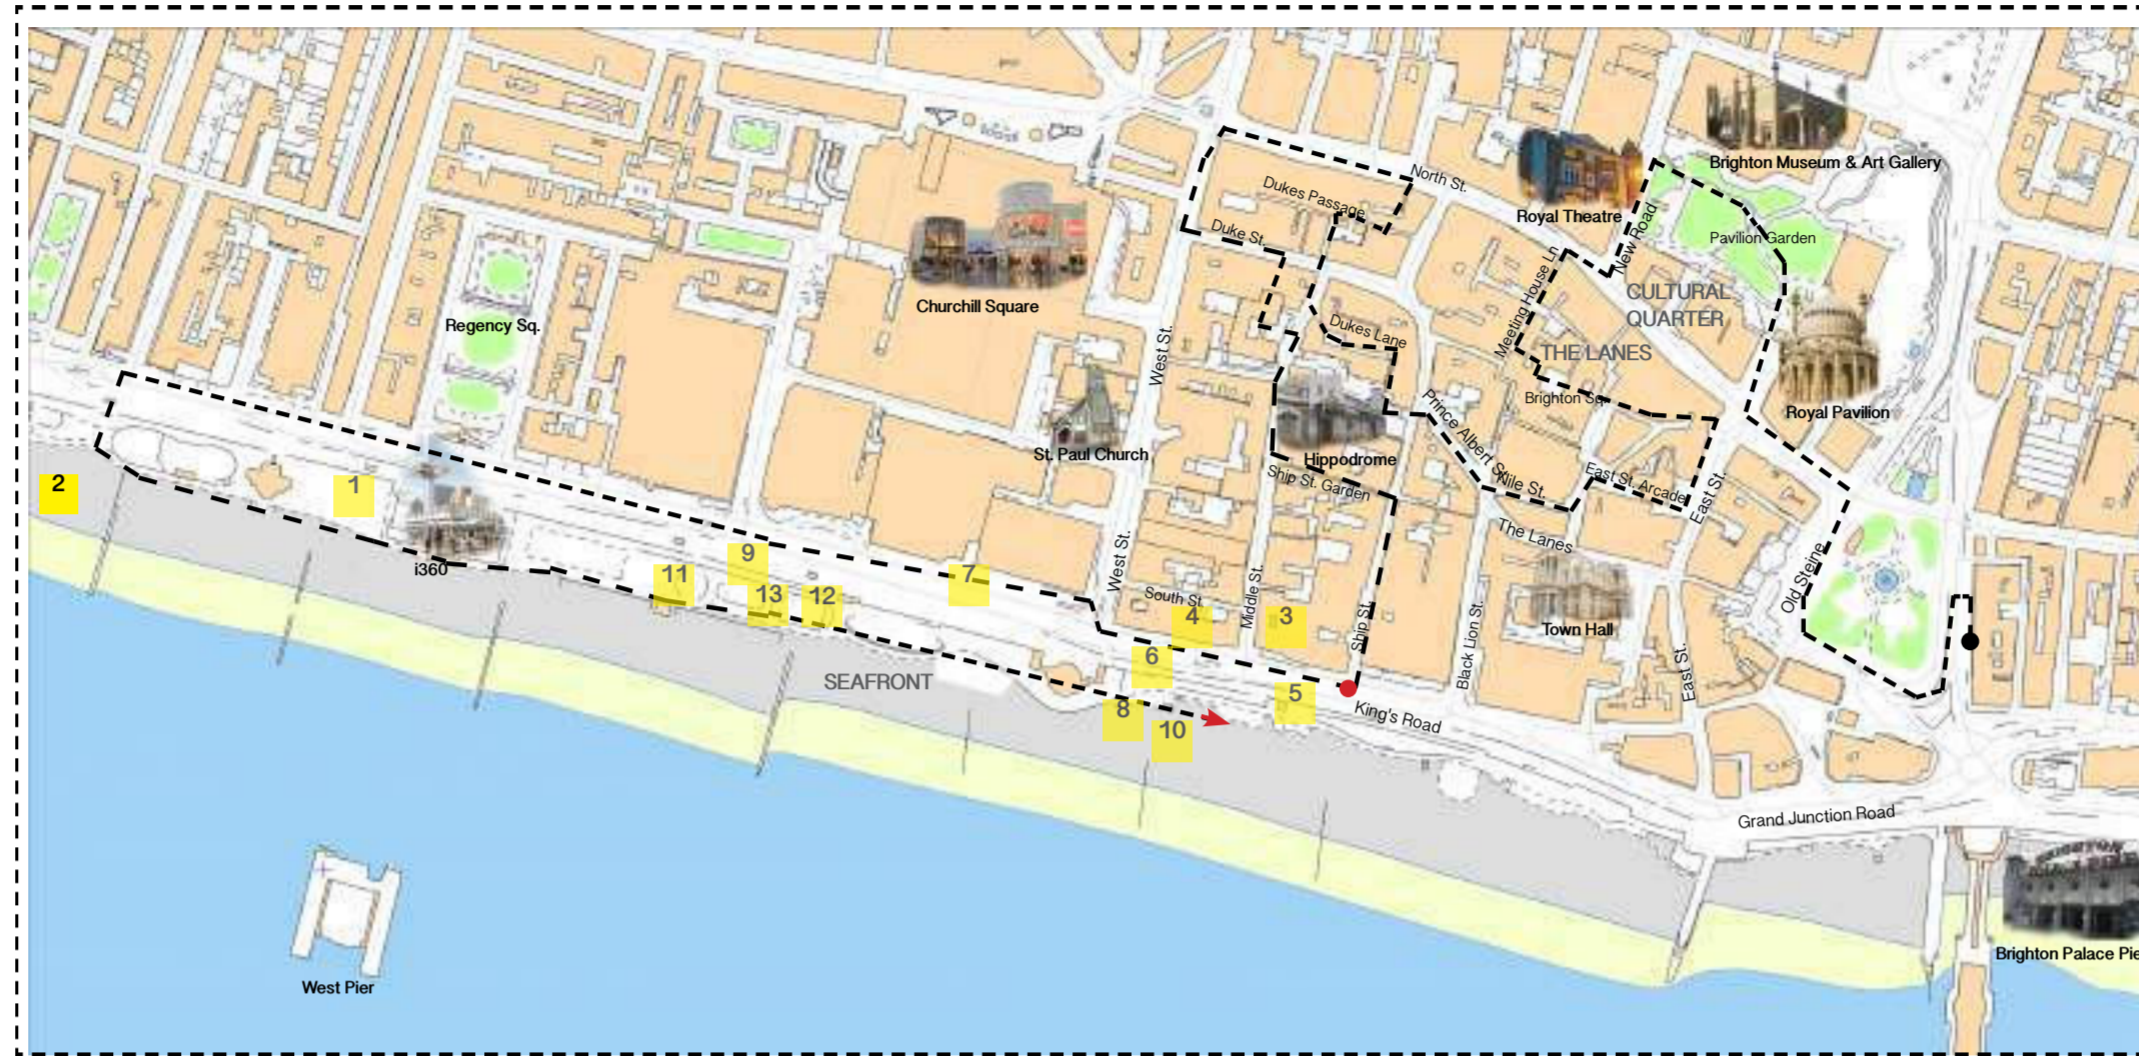 North St.
Brighton Museum & Art Gallery
Dukes Passage
Royal Theatre
Duke St.
New Road
Pavilion Garden
Meeting House Ln
CULTURAL
QUARTER
Churchill Square
Regency Sq.
Dukes Lane
THE LANES
West St.
Brighton Sq.
Royal Pavilion
Prince Albert St.
St. Paul Church
Hippodrome
Ship St. Garden
Nile St.
East St. Arcade
East St.
2
1
The Lanes
i360
9
11
13
12
7
West St.
South St.
4
Middle St.
3
Ship St.
Black Lion St.
Town Hall
Old Steine
East St.
6
SEAFRONT
5
8
10
King's Road
Grand Junction Road
West Pier
Brighton Palace Pie